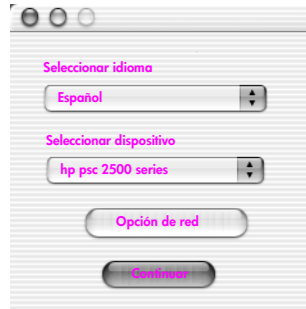 Seleccionar idioma
Español
Seleccionar dispositivo
hp psc 2500 series
Opción de red
Continuar